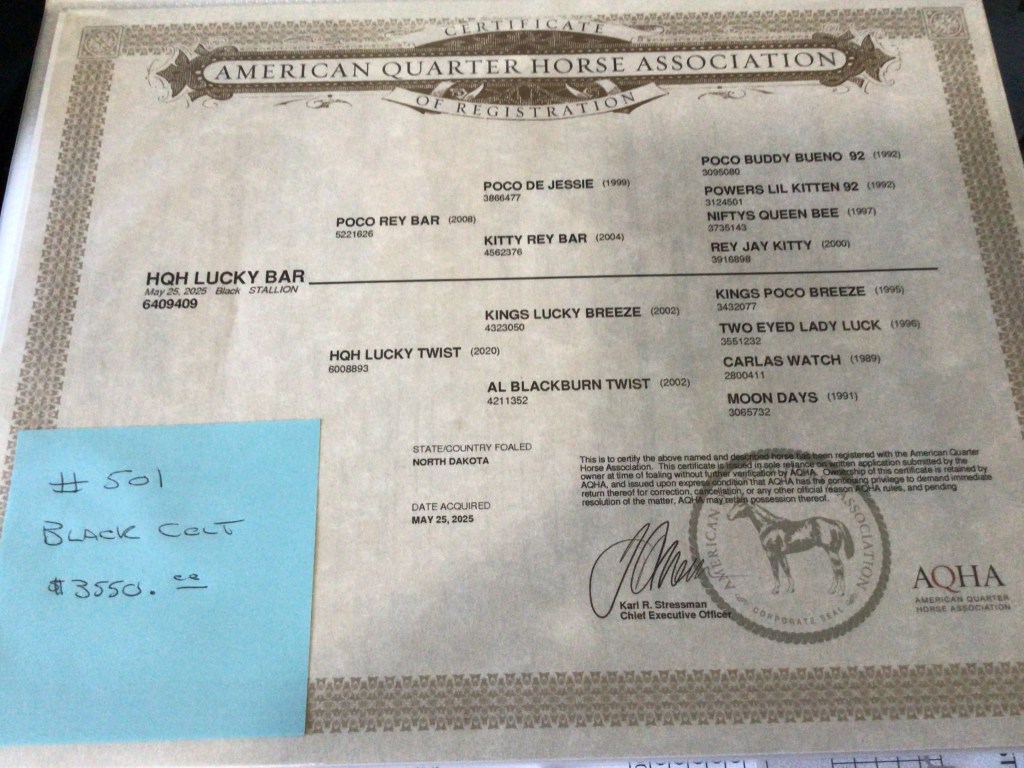 CERTIFICATE
AMERICAN QUARTER HORSE ASSOCIATION
OF REGISTRATION
POCO BUDDY BUENO 92 (1992)
3095080
POCO DE JESSIE (1999)
3866477
POWERS LIL KITTEN 92 (1992)
3124501
POCO REY BAR (2008)
5221626
NIFTYS QUEEN BEE (1997)
3735143
KITTY REY BAR (2004)
4562376
REY JAY KITTY (2000)
3916898
HQH LUCKY BAR
May 25, 2025 Black STALLION
6409409
KINGS POCO BREEZE (1995)
3432077
KINGS LUCKY BREEZE (2002)
4323050
TWO EYED LADY LUCK (1996)
3551232
HQH LUCKY TWIST (2020)
6008893
CARLAS WATCH (1989)
2800411
AL BLACKBURN TWIST (2002)
4211352
MOON DAYS (1991)
3065732
STATE/COUNTRY FOALED
NORTH DAKOTA
DATE ACQUIRED
MAY 25, 2025
This is to certify the above named and described horse has been registered with the American Quarter
Horse Association. This certificate is issued in sole reliance on written application submitted by the
owner at time of foaling without further verification by AQHA. Ownership of this certificate is retained by
AQHA, and issued upon express condition that AQHA has the continuing privilege to demand immediate
return thereof for correction, cancellation, or any other official reason AQHA rules, and pending
resolution of the matter, AQHA may retain possession thereof.
Karl R. Stressman
Chief Executive Officer
AMERICAN ASSOCIATION
CORPORATE SEAL
AQHA
AMERICAN QUARTER
HORSE ASSOCIATION
# 501
BLACK COLT
$3550.